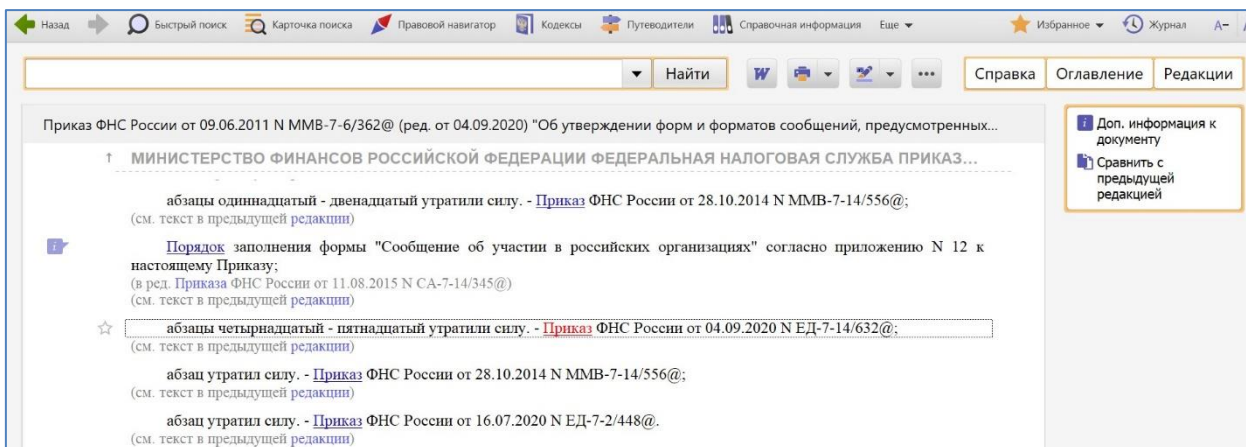 Назад Быстрый поиск Карточка поиска Правовой навигатор Кодексы Путеводители Справочная информация Еще Избранное Журнал A−
Найти W Справка Оглавление Редакции
Приказ ФНС России от 09.06.2011 N ММВ-7-6/362@ (ред. от 04.09.2020) "Об утверждении форм и форматов сообщений, предусмотренных...
i Доп. информация к документу
Сравнить с предыдущей редакцией
↑ МИНИСТЕРСТВО ФИНАНСОВ РОССИЙСКОЙ ФЕДЕРАЦИИ ФЕДЕРАЛЬНАЯ НАЛОГОВАЯ СЛУЖБА ПРИКАЗ...
абзацы одиннадцатый - двенадцатый утратили силу. - Приказ ФНС России от 28.10.2014 N ММВ-7-14/556@;
(см. текст в предыдущей редакции)
i Порядок заполнения формы "Сообщение об участии в российских организациях" согласно приложению N 12 к
настоящему Приказу;
(в ред. Приказа ФНС России от 11.08.2015 N СА-7-14/345@)
(см. текст в предыдущей редакции)
абзацы четырнадцатый - пятнадцатый утратили силу. - Приказ ФНС России от 04.09.2020 N ЕД-7-14/632@;
(см. текст в предыдущей редакции)
абзац утратил силу. - Приказ ФНС России от 28.10.2014 N ММВ-7-14/556@;
(см. текст в предыдущей редакции)
абзац утратил силу. - Приказ ФНС России от 16.07.2020 N ЕД-7-2/448@.
(см. текст в предыдущей редакции)